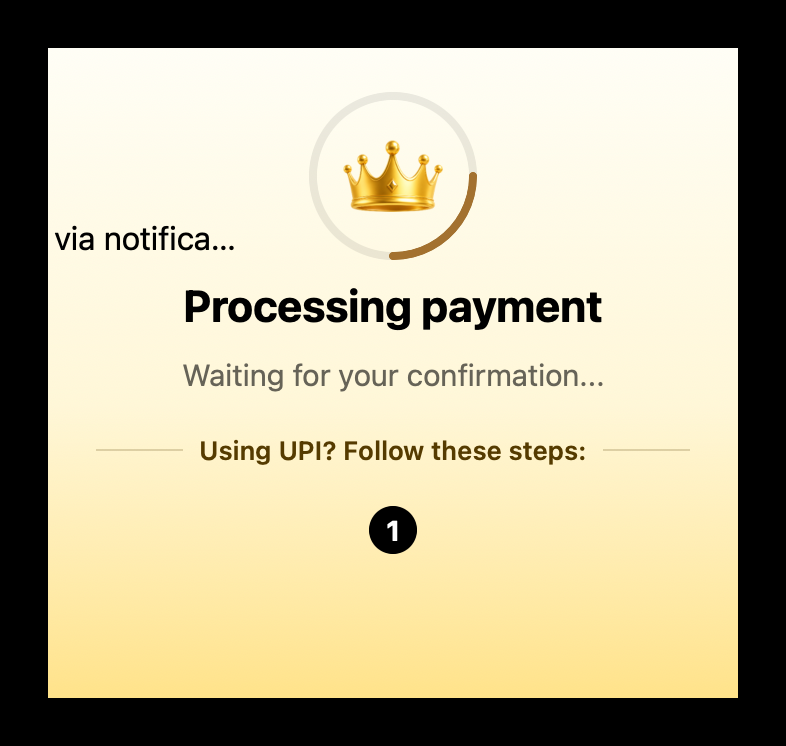 via notifica...
Processing payment
Waiting for your confirmation...
Using UPI? Follow these steps:
1